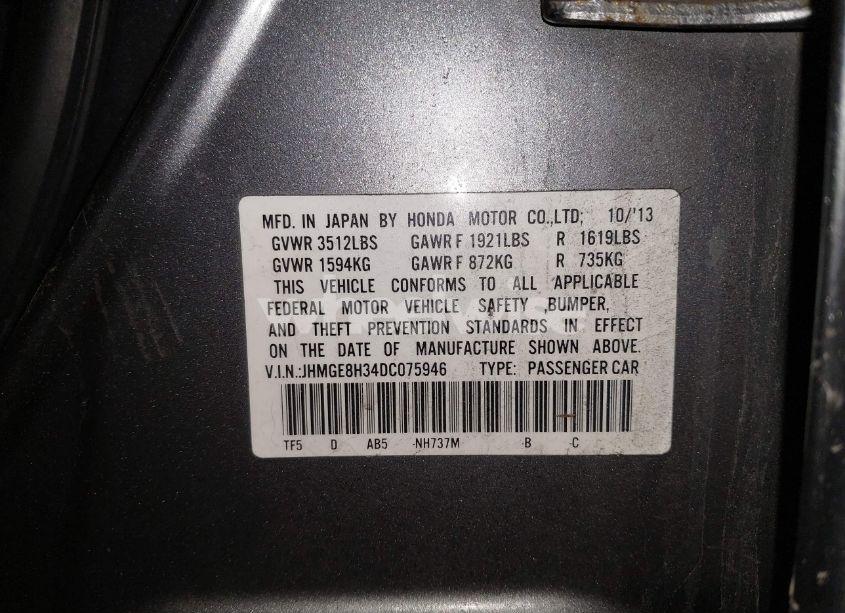 MFD. IN JAPAN BY HONDA MOTOR CO.,LTD; 10/'13
GVWR 3512LBS GAWR F 1921LBS R 1619LBS
GVWR 1594KG GAWR F 872KG R 735KG
THIS VEHICLE CONFORMS TO ALL APPLICABLE
FEDERAL MOTOR VEHICLE SAFETY ,BUMPER,
AND THEFT PREVENTION STANDARDS IN EFFECT
ON THE DATE OF MANUFACTURE SHOWN ABOVE.
V.I.N.:JHMGE8H34DC075946 TYPE: PASSENGER CAR
TF5 D AB5 -NH737M -B -C